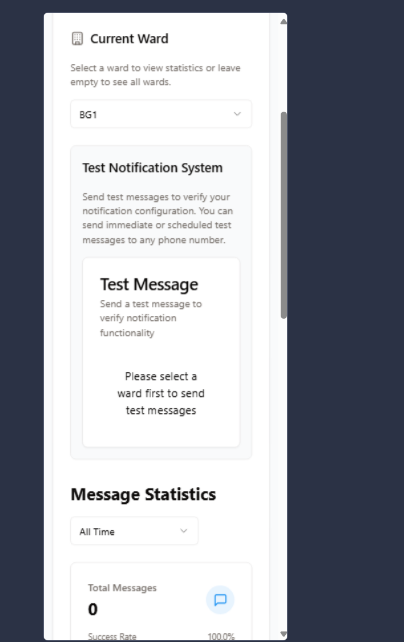 Current Ward
Select a ward to view statistics or leave
empty to see all wards.
BG1
Test Notification System
Send test messages to verify your
notification configuration. You can
send immediate or scheduled test
messages to any phone number.
Test Message
Send a test message to
verify notification
functionality
Please select a
ward first to send
test messages
Message Statistics
All Time
Total Messages
0
Success Rate 100.0%